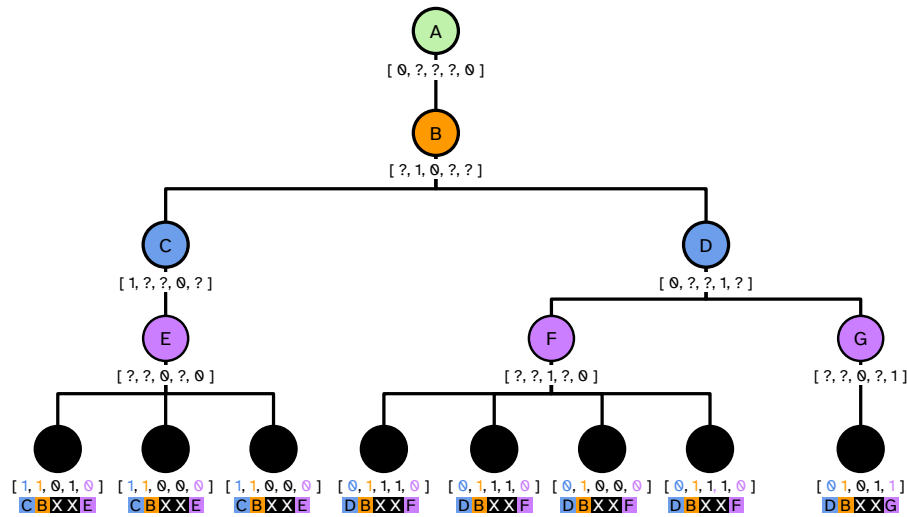 A
[ 0, ?, ?, ?, 0 ]
B
[ ?, 1, 0, ?, ? ]
C
D
[ 1, ?, ?, 0, ? ]
[ 0, ?, ?, 1, ? ]
E
F
G
[ ?, ?, 0, ?, 0 ]
[ ?, ?, 1, ?, 0 ]
[ ?, ?, 0, ?, 1 ]
[ 1, 1, 0, 1, 0 ]
[ 1, 1, 0, 0, 0 ]
[ 1, 1, 0, 0, 0 ]
[ 0, 1, 1, 1, 0 ]
[ 0, 1, 1, 1, 0 ]
[ 0, 1, 0, 0, 0 ]
[ 0, 1, 1, 1, 0 ]
[ 0, 1, 0, 1, 1 ]
C B X X E
C B X X E
C B X X E
D B X X F
D B X X F
D B X X F
D B X X F
D B X X G